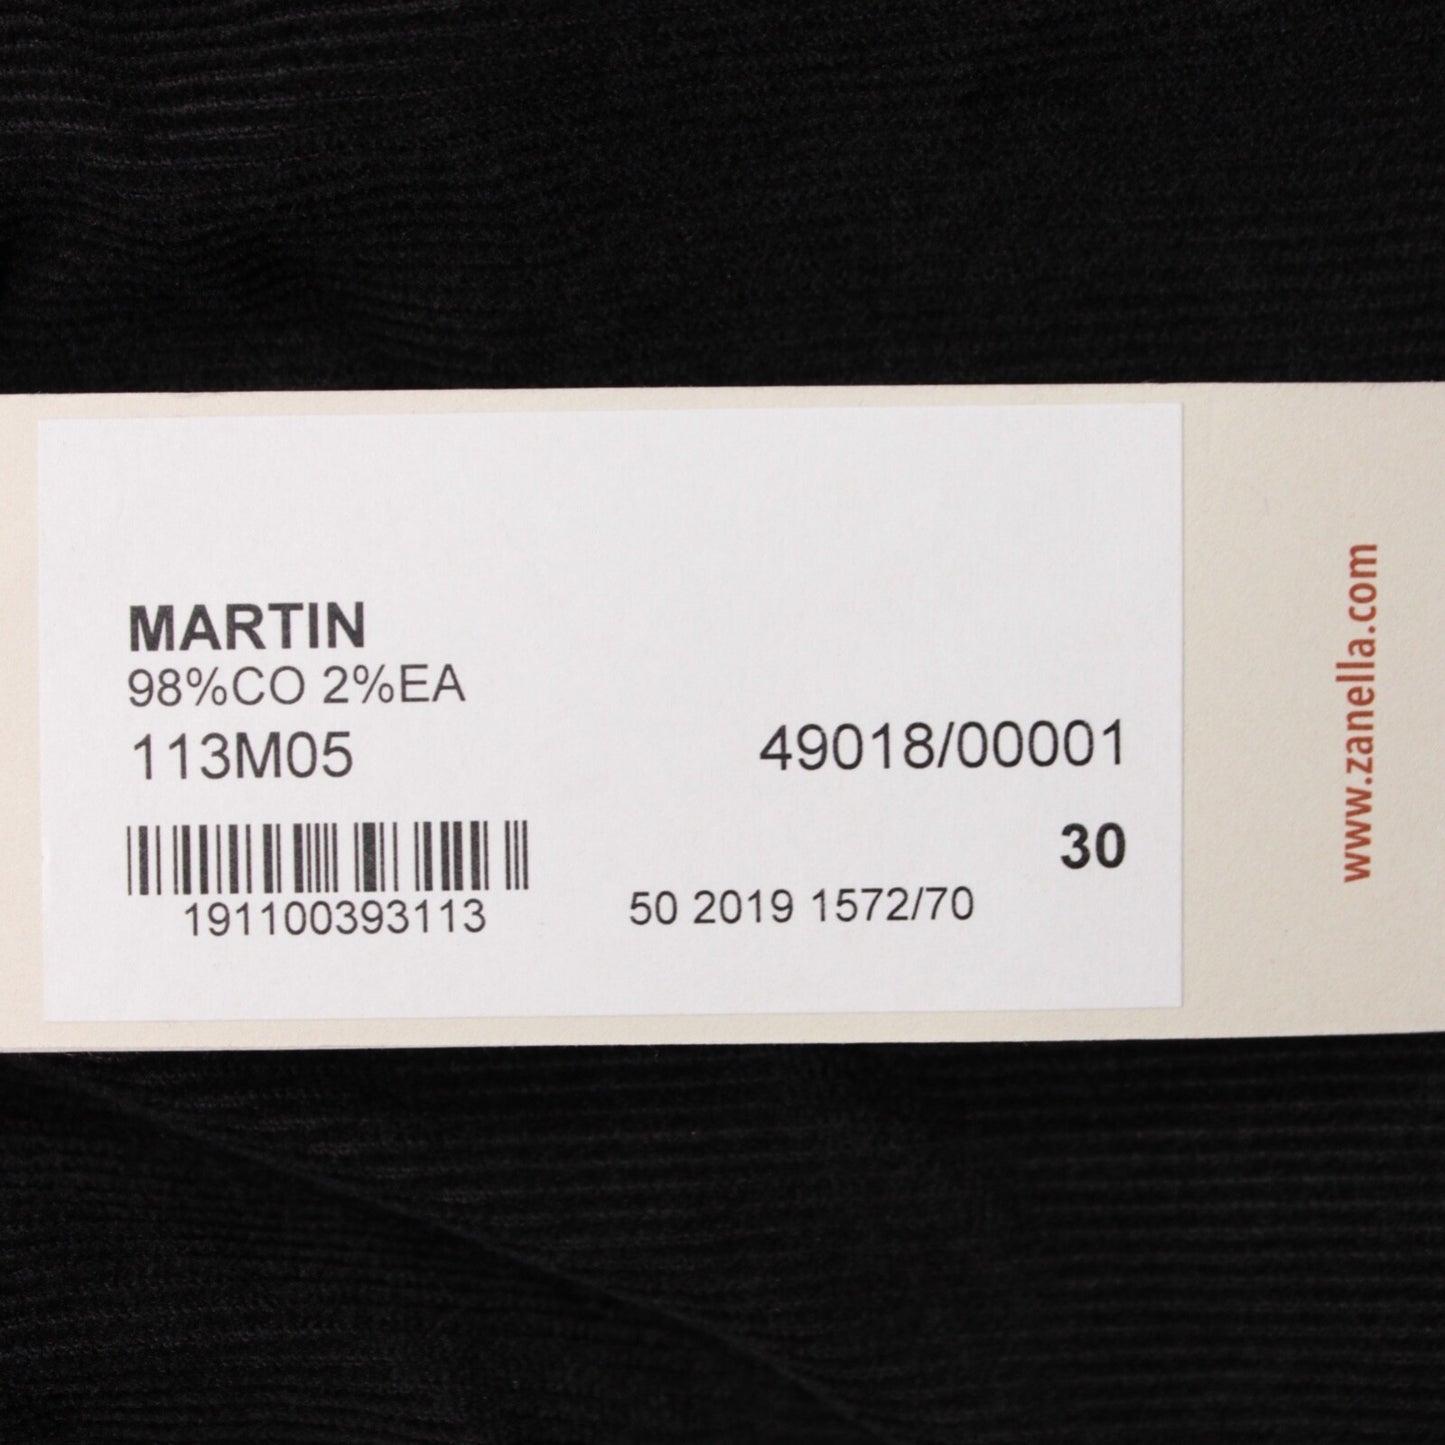 MARTIN
98%CO 2%EA
113M05
49018/00001
30
191100393113
50 2019 1572/70
www.zanella.com